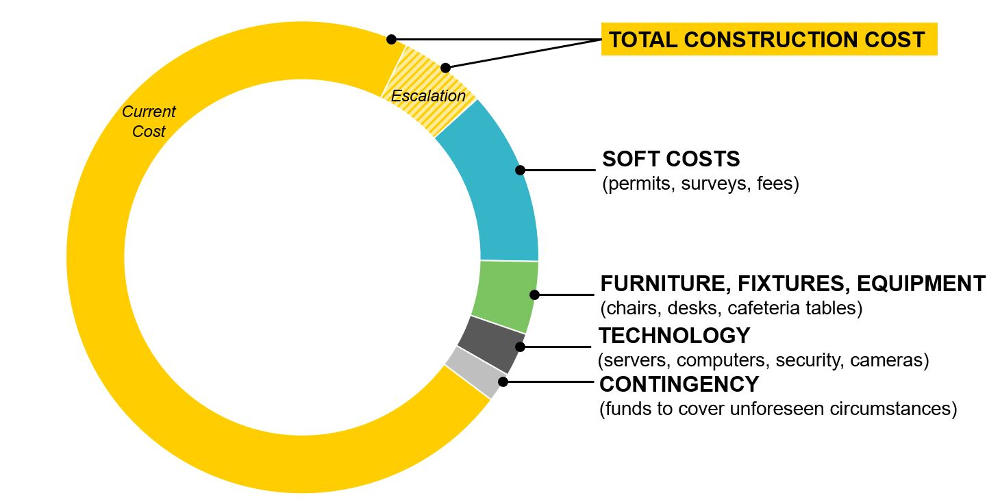 TOTAL CONSTRUCTION COST
Escalation
Current
Cost
SOFT COSTS
(permits, surveys, fees)
FURNITURE, FIXTURES, EQUIPMENT
(chairs, desks, cafeteria tables)
TECHNOLOGY
(servers, computers, security, cameras)
CONTINGENCY
(funds to cover unforeseen circumstances)